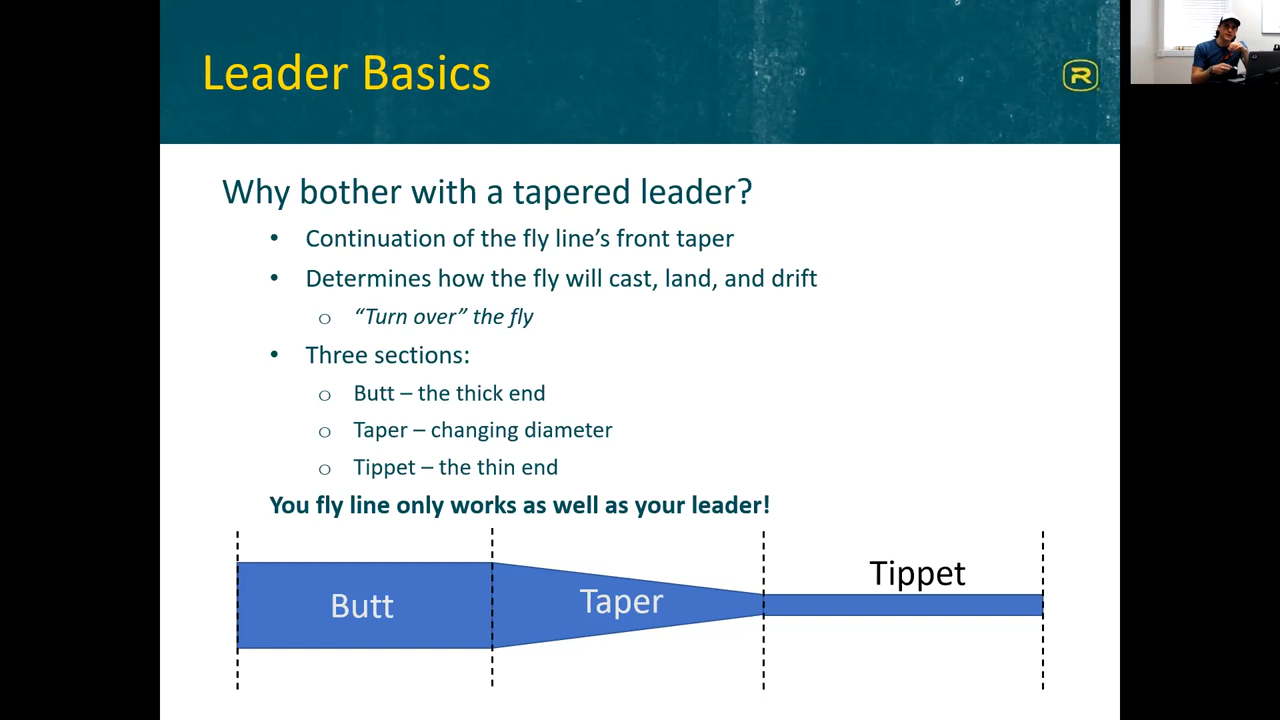 Leader Basics
R
Why bother with a tapered leader?
• Continuation of the fly line’s front taper
• Determines how the fly will cast, land, and drift
o “Turn over” the fly
• Three sections:
o Butt – the thick end
o Taper – changing diameter
o Tippet – the thin end
You fly line only works as well as your leader!
Butt
Taper
Tippet